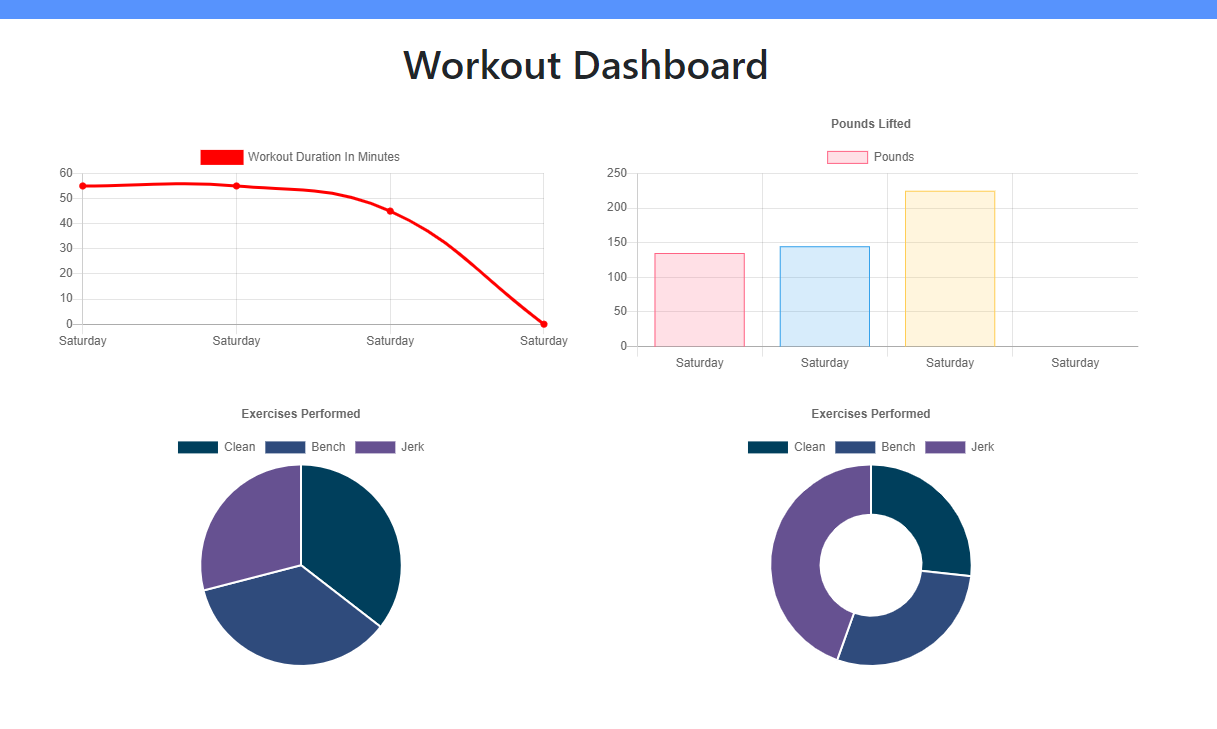 Workout Dashboard
Workout Duration In Minutes
60
50
40
30
20
10
0
Saturday Saturday Saturday Saturday
Pounds Lifted
Pounds
250
200
150
100
50
0
Saturday Saturday Saturday Saturday
Exercises Performed
Clean Bench Jerk
Exercises Performed
Clean Bench Jerk